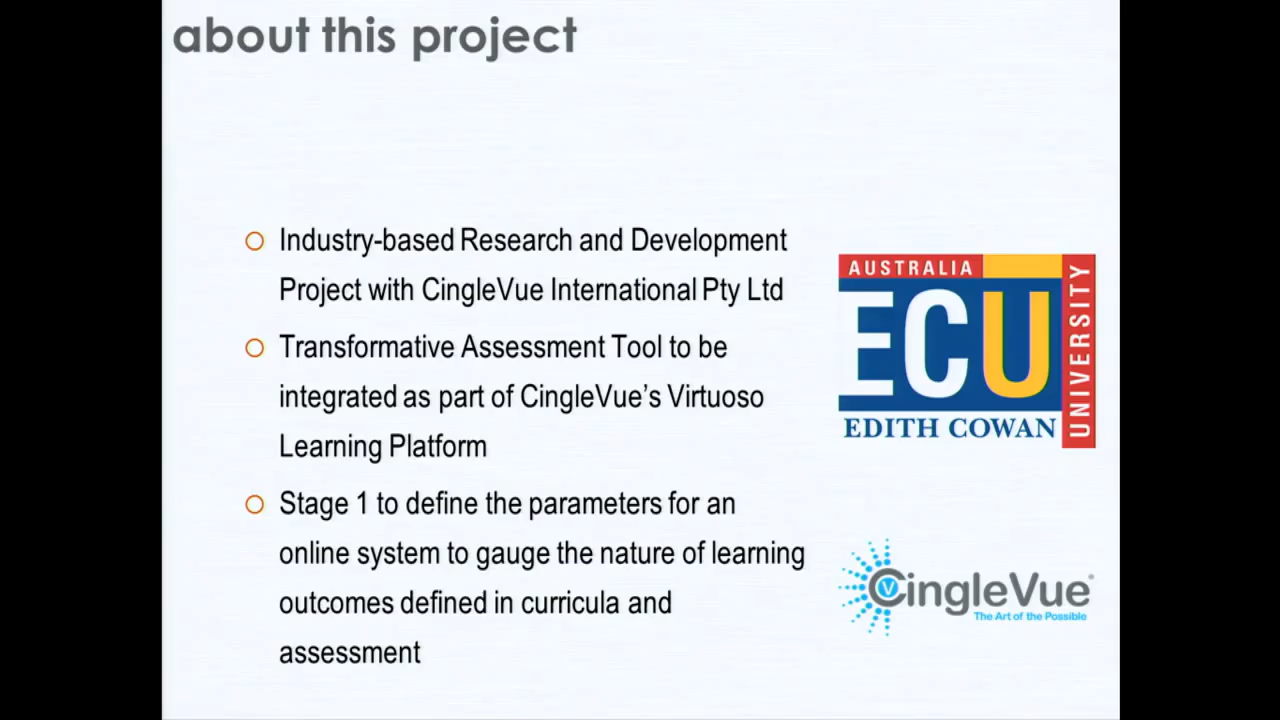 about this project
Industry-based Research and Development
Project with CingleVue International Pty Ltd
Transformative Assessment Tool to be
integrated as part of CingleVue's Virtuoso
Learning Platform
Stage 1 to define the parameters for an
online system to gauge the nature of learning
outcomes defined in curricula and
assessment
AUSTRALIA
ECU
EDITH COWAN
UNIVERSITY
CingleVue®
The Art of the Possible